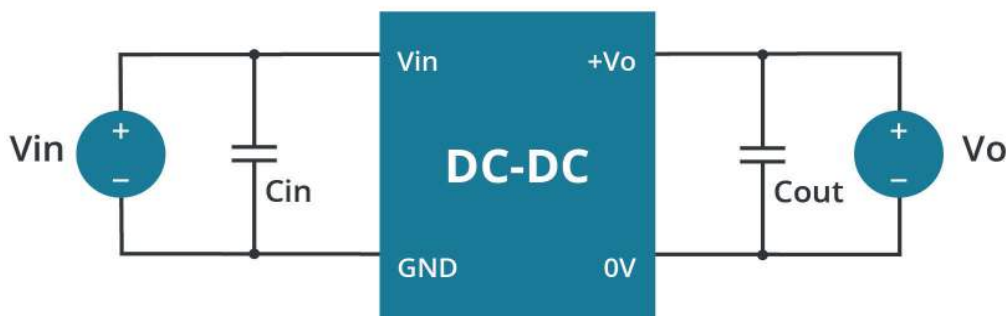 Vin
+
−
Cin
Vin
GND
DC-DC
+Vo
0V
Cout
+
−
Vo